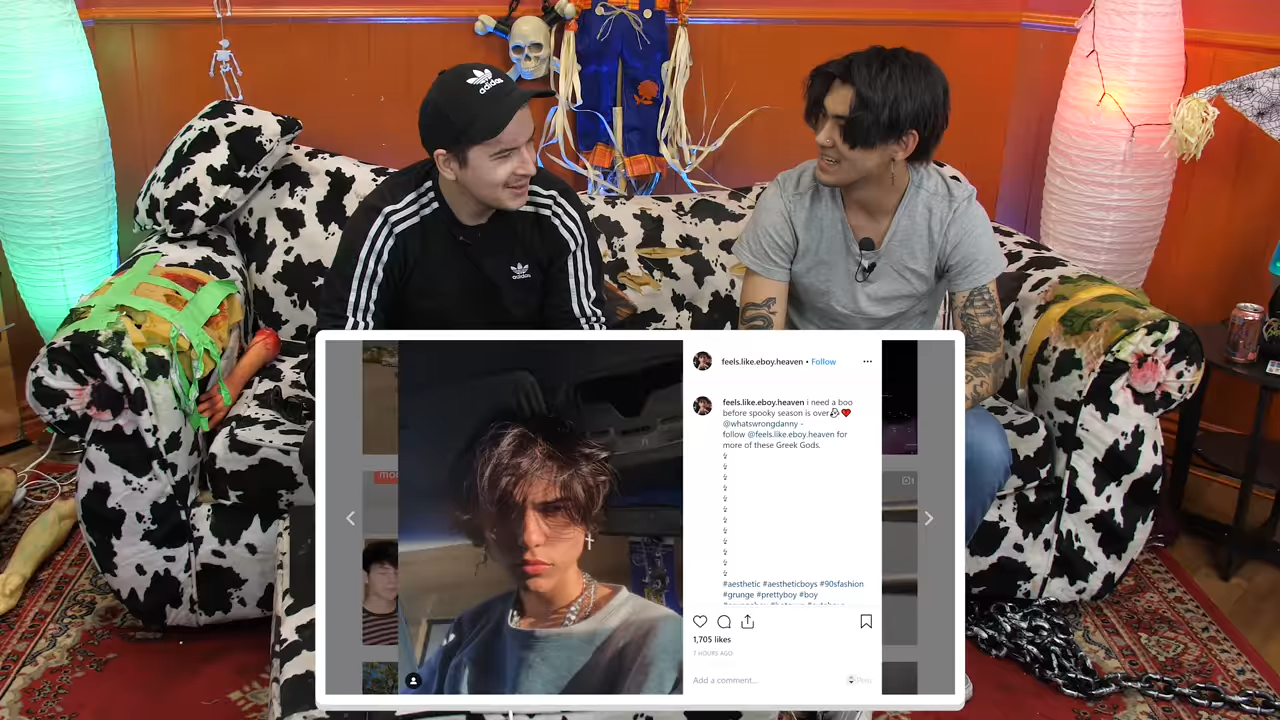 adidas
adidas
feels.like.eboy.heaven • Follow
feels.like.eboy.heaven i need a boo
before spooky season is over
@whatswrongdanny -
follow @feels.like.eboy.heaven for
more of these Greek Gods.
#aesthetic #aestheticboys #90sfashion
#grunge #prettyboy #boy
1,705 likes
7 HOURS AGO
Add a comment...